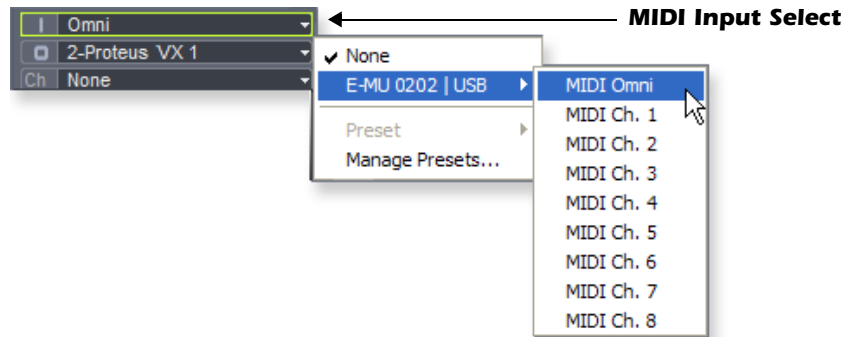 I Omni
MIDI Input Select
O 2-Proteus VX 1
Ch None
None
E-MU 0202 | USB
Preset
Manage Presets...
MIDI Omni
MIDI Ch. 1
MIDI Ch. 2
MIDI Ch. 3
MIDI Ch. 4
MIDI Ch. 5
MIDI Ch. 6
MIDI Ch. 7
MIDI Ch. 8